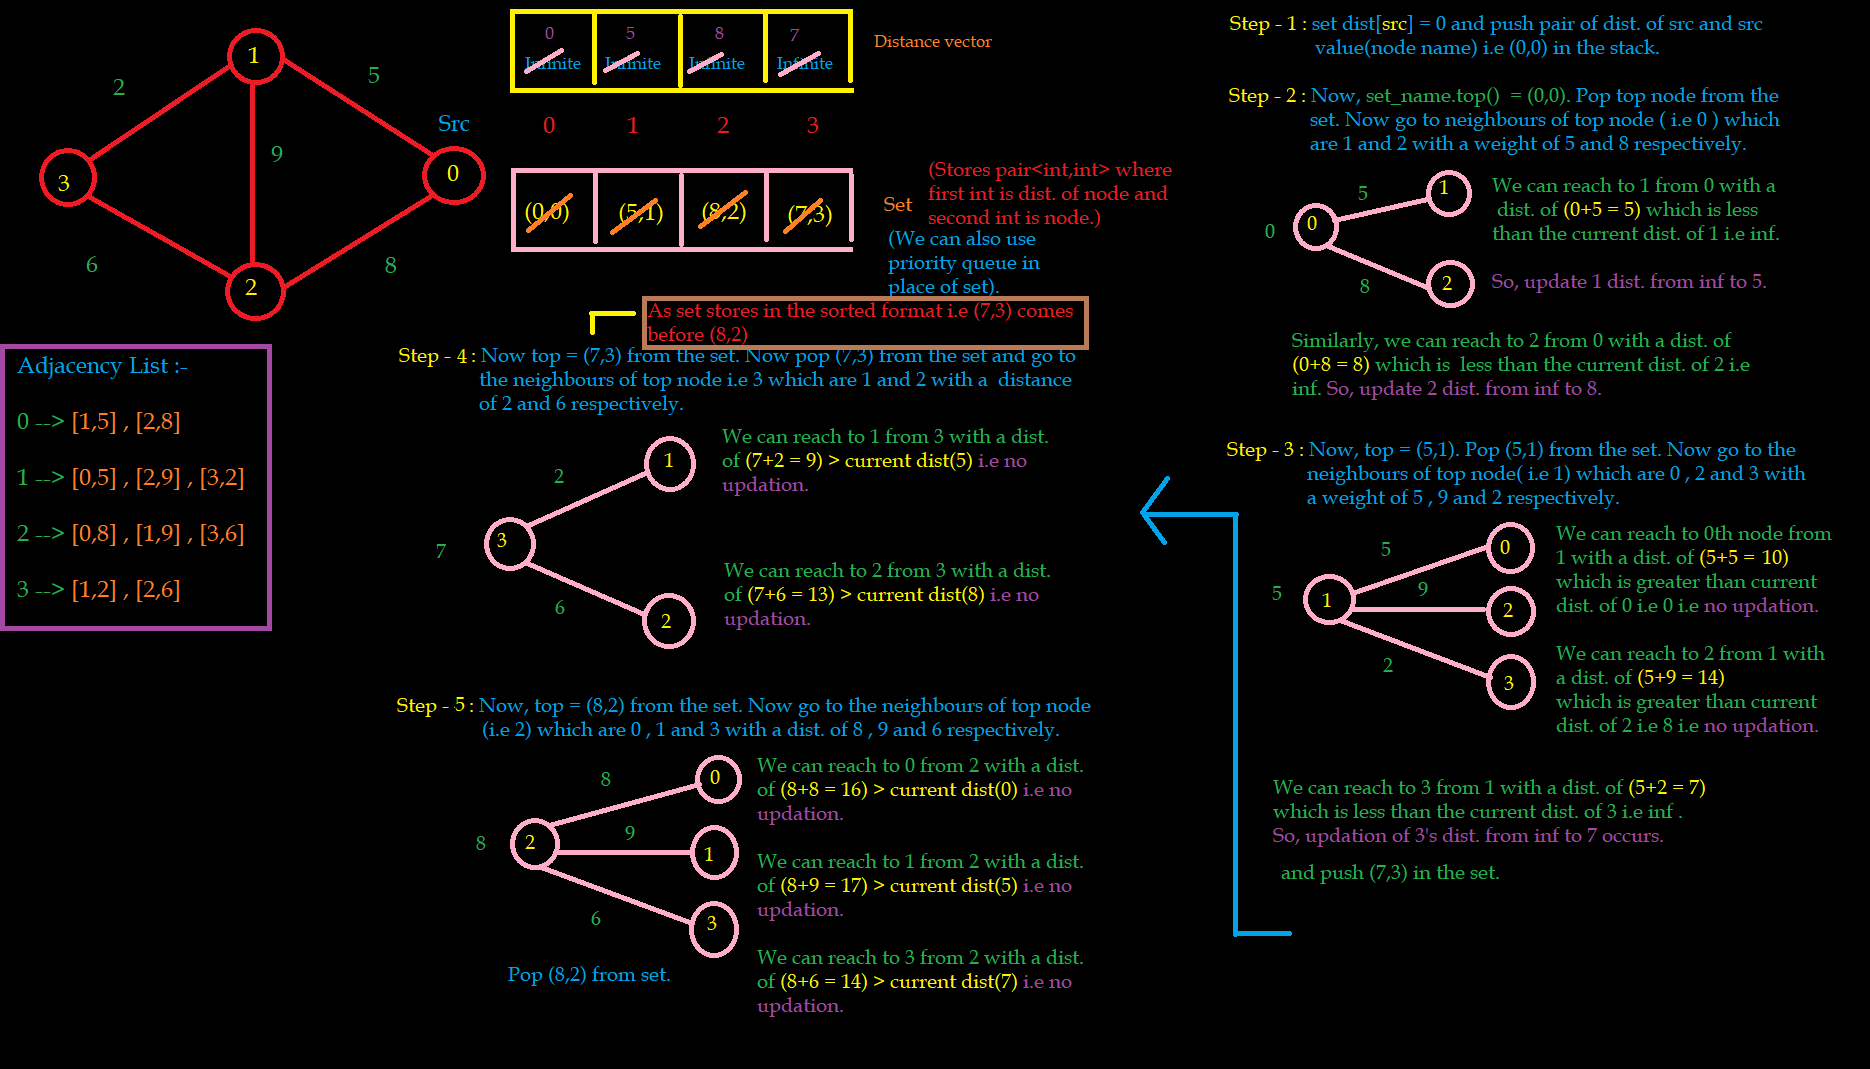 1
2
5
Src
9
3
0
6
8
2
0 5 8 7
Infinite Infinite Infinite Infinite
Distance vector
0 1 2 3
(0,0) (5,1) (8,2) (7,3)
Set
(Stores pair<int,int> where
first int is dist. of node and
second int is node.)
(We can also use
priority queue in
place of set).
Adjacency List :-
0 --> [1,5] , [2,8]
1 --> [0,5] , [2,9] , [3,2]
2 --> [0,8] , [1,9] , [3,6]
3 --> [1,2] , [2,6]
Step - 1 : set dist[src] = 0 and push pair of dist. of src and src
value(node name) i.e (0,0) in the stack.
Step - 2 : Now, set_name.top() = (0,0). Pop top node from the
set. Now go to neighbours of top node ( i.e 0 ) which
are 1 and 2 with a weight of 5 and 8 respectively.
5
1
0
0
8
2
We can reach to 1 from 0 with a
dist. of (0+5 = 5) which is less
than the current dist. of 1 i.e inf.
So, update 1 dist. from inf to 5.
Similarly, we can reach to 2 from 0 with a dist. of
(0+8 = 8) which is less than the current dist. of 2 i.e
inf. So, update 2 dist. from inf to 8.
Step - 3 : Now, top = (5,1). Pop (5,1) from the set. Now go to the
neighbours of top node( i.e 1) which are 0 , 2 and 3 with
a weight of 5 , 9 and 2 respectively.
5
0
5
1
9
2
2
3
We can reach to 0th node from
1 with a dist. of (5+5 = 10)
which is greater than current
dist. of 0 i.e 0 i.e no updation.
We can reach to 2 from 1 with
a dist. of (5+9 = 14)
which is greater than current
dist. of 2 i.e 8 i.e no updation.
We can reach to 3 from 1 with a dist. of (5+2 = 7)
which is less than the current dist. of 3 i.e inf .
So, updation of 3's dist. from inf to 7 occurs.
and push (7,3) in the set.
As set stores in the sorted format i.e (7,3) comes
before (8,2)
Step - 4 : Now top = (7,3) from the set. Now pop (7,3) from the set and go to
the neighbours of top node i.e 3 which are 1 and 2 with a distance
of 2 and 6 respectively.
2
1
7
3
6
2
We can reach to 1 from 3 with a dist.
of (7+2 = 9) > current dist(5) i.e no
updation.
We can reach to 2 from 3 with a dist.
of (7+6 = 13) > current dist(8) i.e no
updation.
Step - 5 : Now, top = (8,2) from the set. Now go to the neighbours of top node
(i.e 2) which are 0 , 1 and 3 with a dist. of 8 , 9 and 6 respectively.
8
0
8
2
9
1
6
3
We can reach to 0 from 2 with a dist.
of (8+8 = 16) > current dist(0) i.e no
updation.
We can reach to 1 from 2 with a dist.
of (8+9 = 17) > current dist(5) i.e no
updation.
We can reach to 3 from 2 with a dist.
of (8+6 = 14) > current dist(7) i.e no
updation.
Pop (8,2) from set.